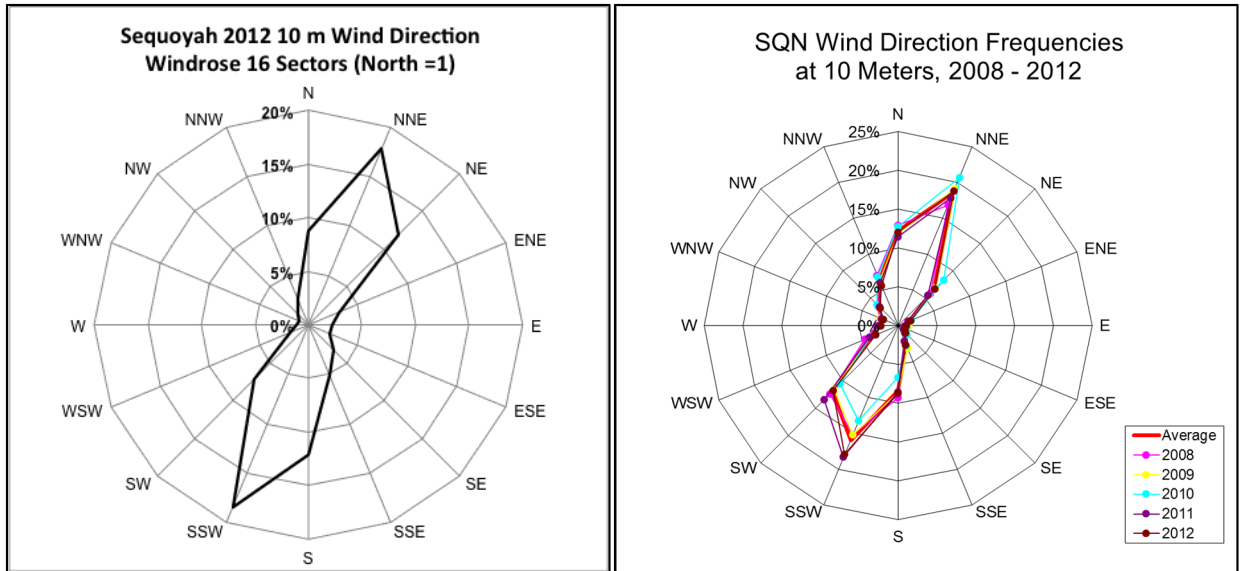 Sequoyah 2012 10 m Wind Direction
Windrose 16 Sectors (North =1)
N
NNE
NE
ENE
E
ESE
SE
SSE
S
SSW
SW
WSW
W
WNW
NW
NNW
20%
15%
10%
5%
0%
SQN Wind Direction Frequencies
at 10 Meters, 2008 - 2012
N
NNE
NE
ENE
E
ESE
SE
SSE
S
SSW
SW
WSW
W
WNW
NW
NNW
25%
20%
15%
10%
5%
0%
Average
2008
2009
2010
2011
2012